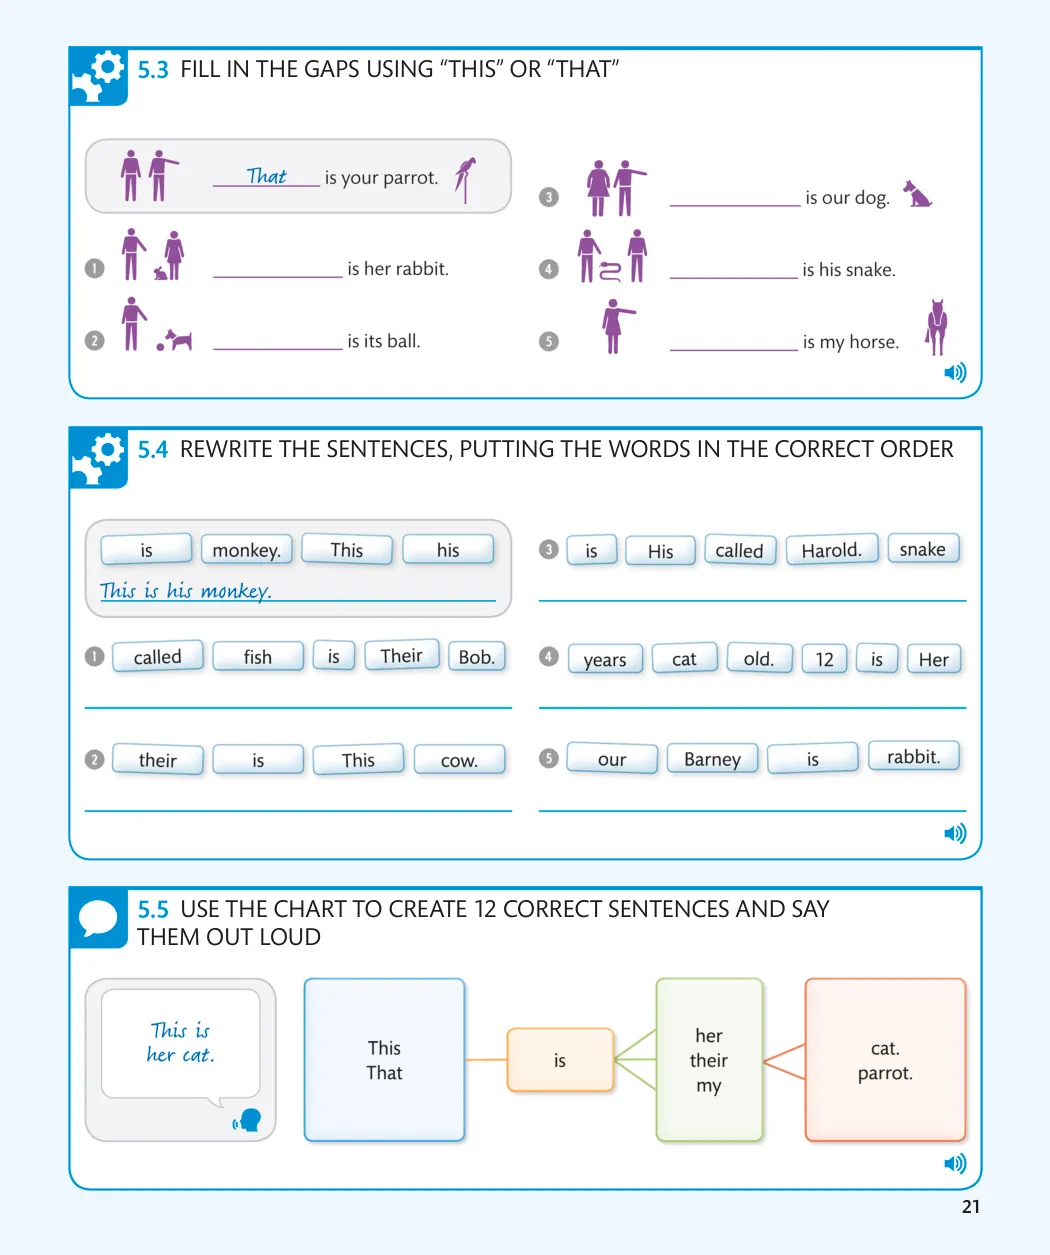 5.3 FILL IN THE GAPS USING “THIS” OR “THAT”
That is your parrot.
1 is her rabbit.
2 is its ball.
3 is our dog.
4 is his snake.
5 is my horse.
5.4 REWRITE THE SENTENCES, PUTTING THE WORDS IN THE CORRECT ORDER
is monkey. This his
This is his monkey.
1 called fish is Their Bob.
2 their is This cow.
3 is His called Harold. snake
4 years cat old. 12 is Her
5 our Barney is rabbit.
5.5 USE THE CHART TO CREATE 12 CORRECT SENTENCES AND SAY
THEM OUT LOUD
This is
her cat.
This
That
is
her
their
my
cat.
parrot.
21